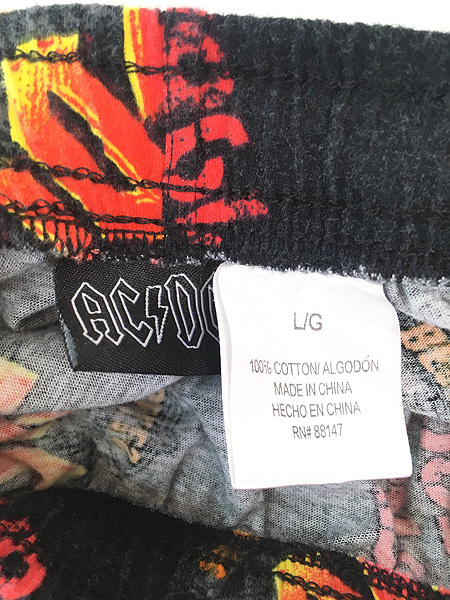 AC⚡DC
L/G
100% COTTON/ ALGODÓN
MADE IN CHINA
HECHO EN CHINA
RN# 88147